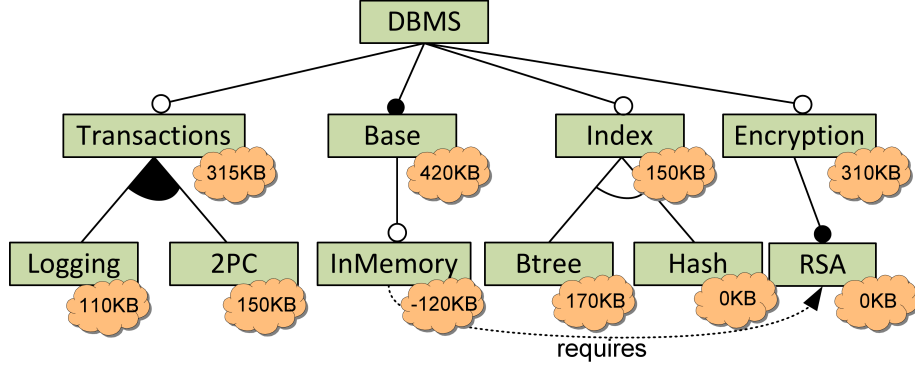 DBMS
Transactions
Base
Index
Encryption
315KB
420KB
150KB
310KB
Logging
2PC
InMemory
Btree
Hash
RSA
110KB
150KB
-120KB
170KB
0KB
0KB
requires